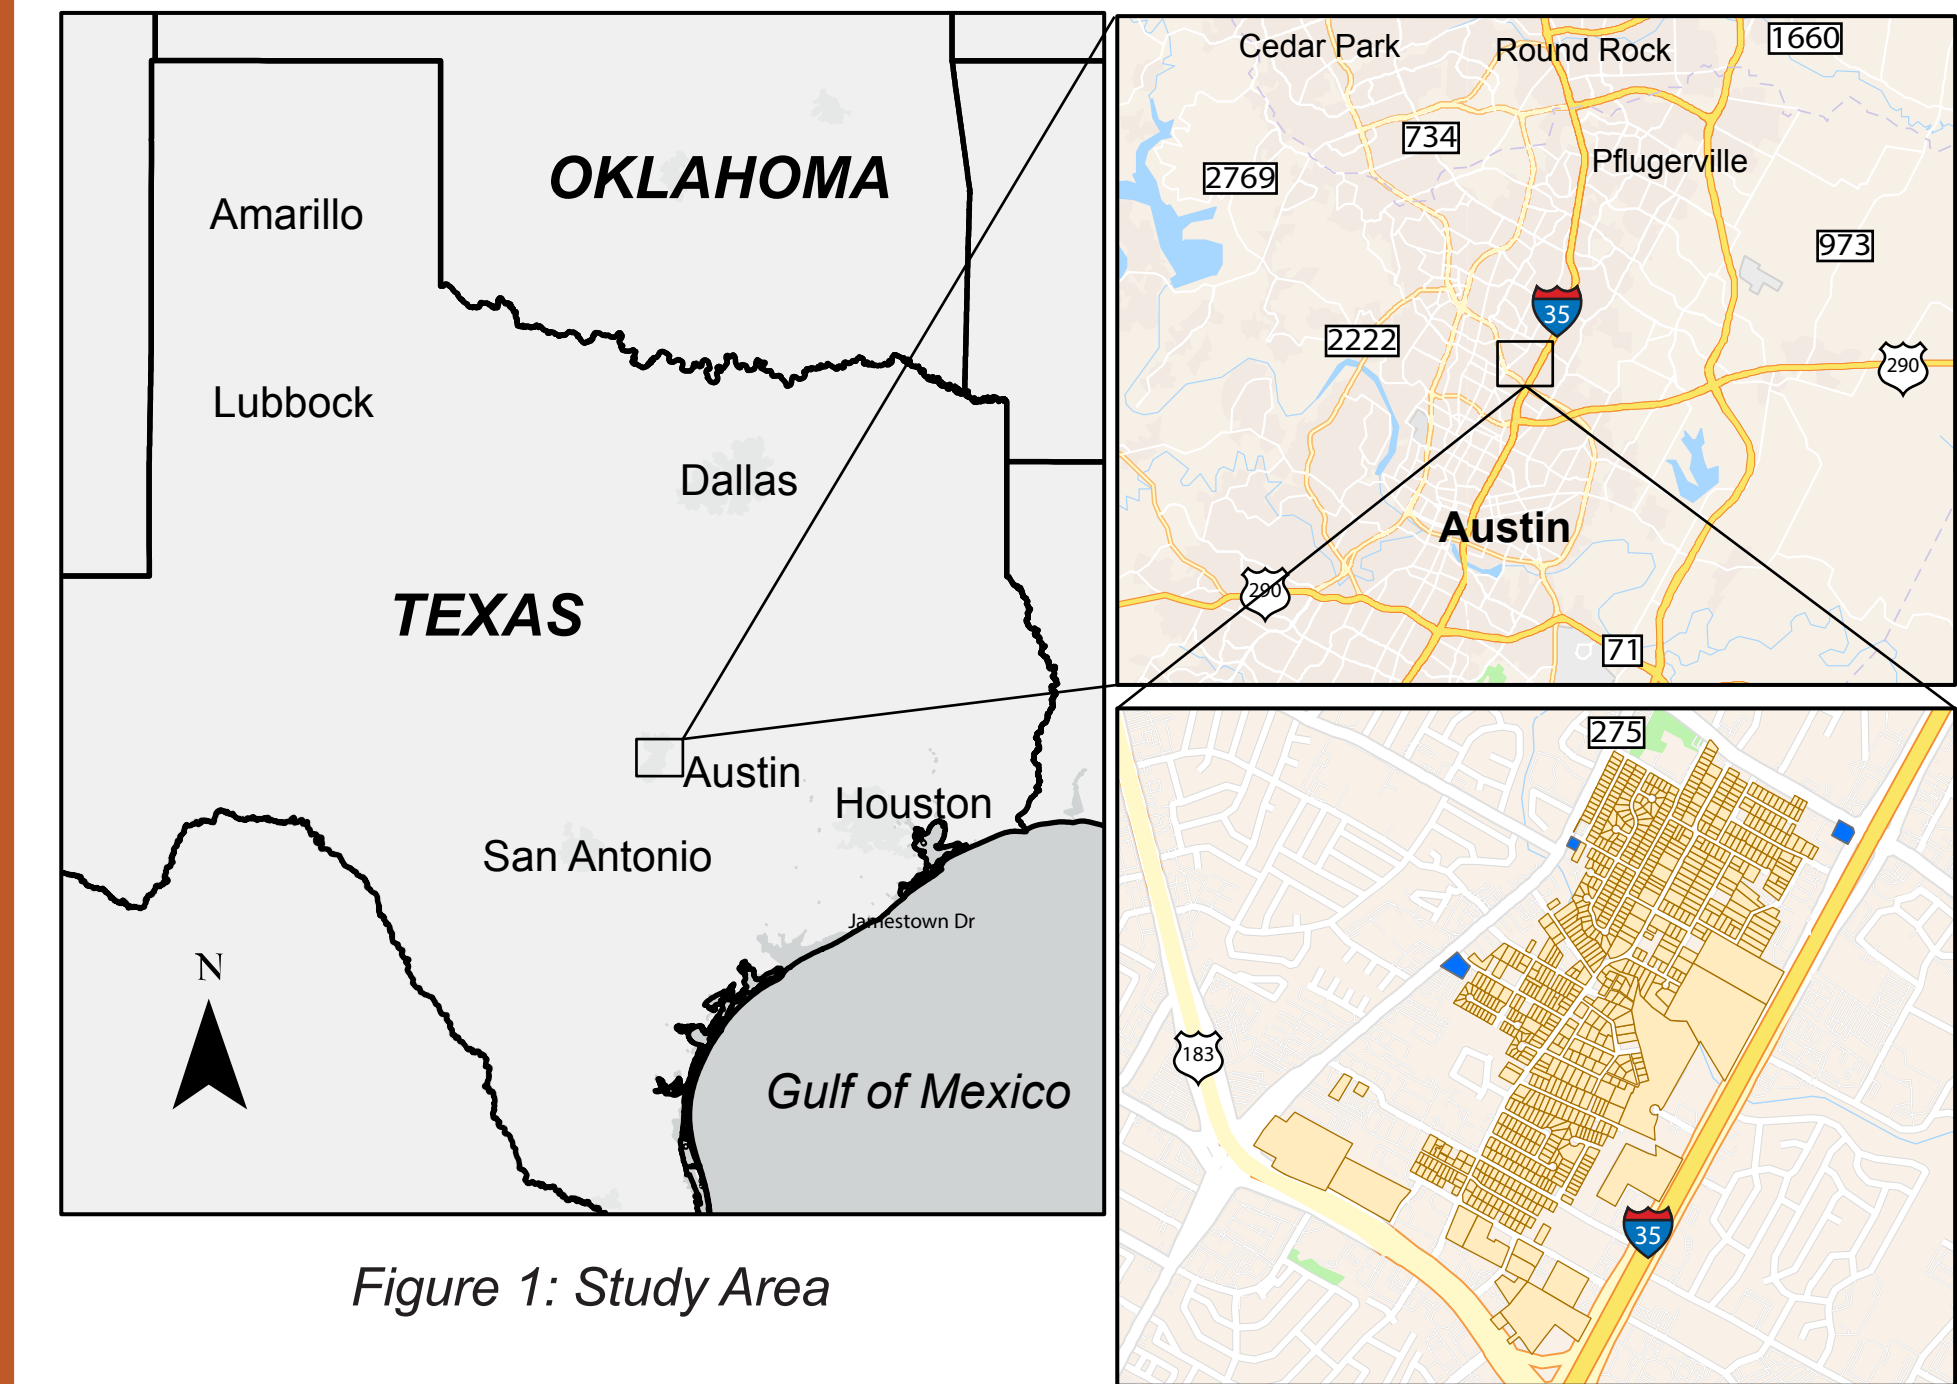 OKLAHOMA
Amarillo
Lubbock
Dallas
TEXAS
Austin
Houston
San Antonio
Jamestown Dr
N
Gulf of Mexico
Figure 1: Study Area
Cedar Park
Round Rock
1660
734
Pflugerville
2769
973
35
2222
290
Austin
290
71
275
183
35